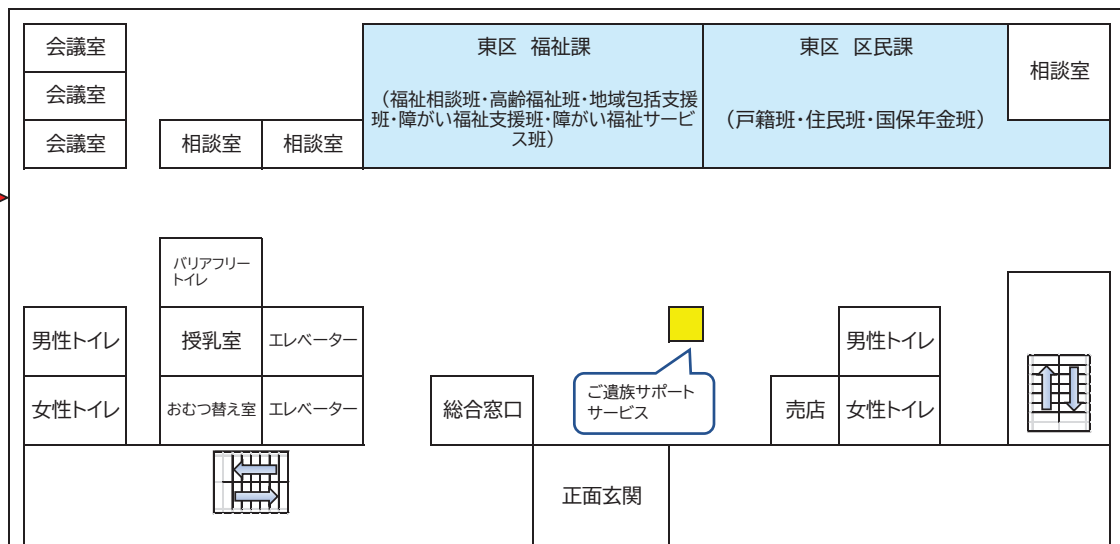 会議室
会議室
会議室
相談室
相談室
東区 福祉課
（福祉相談班・高齢福祉班・地域包括支援
班・障がい福祉支援班・障がい福祉サービ
ス班）
東区 区民課
（戸籍班・住民班・国保年金班）
相談室
バリアフリー
トイレ
男性トイレ
授乳室
エレベーター
女性トイレ
おむつ替え室
エレベーター
総合窓口
ご遺族サポート
サービス
売店
男性トイレ
女性トイレ
正面玄関